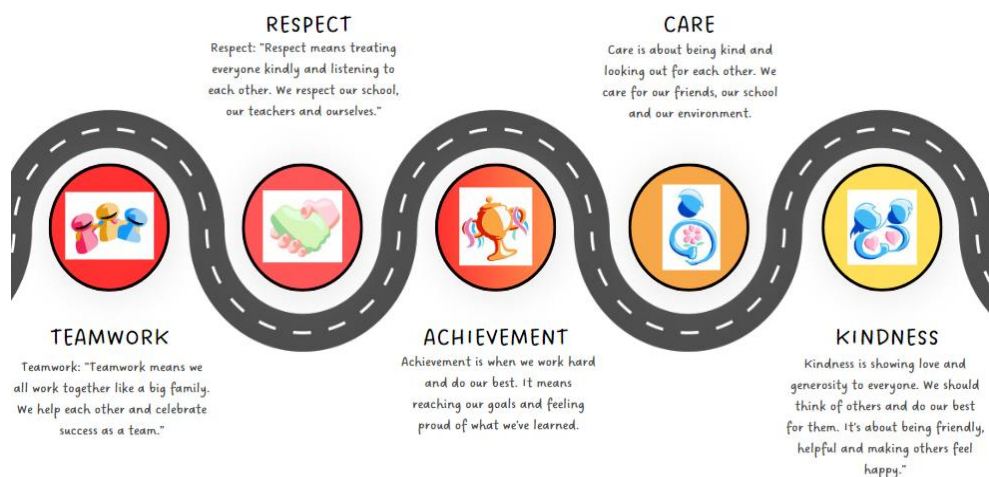 RESPECT
Respect: "Respect means treating
everyone kindly and listening to
each other. We respect our school,
our teachers and ourselves."
CARE
Care is about being kind and
looking out for each other. We
care for our friends, our school
and our environment.
TEAMWORK
Teamwork: "Teamwork means we
all work together like a big family.
We help each other and celebrate
success as a team."
ACHIEVEMENT
Achievement is when we work hard
and do our best. It means
reaching our goals and feeling
proud of what we've learned.
KINDNESS
Kindness is showing love and
generosity to everyone. We should
think of others and do our best
for them. It's about being friendly,
helpful and making others feel
happy."